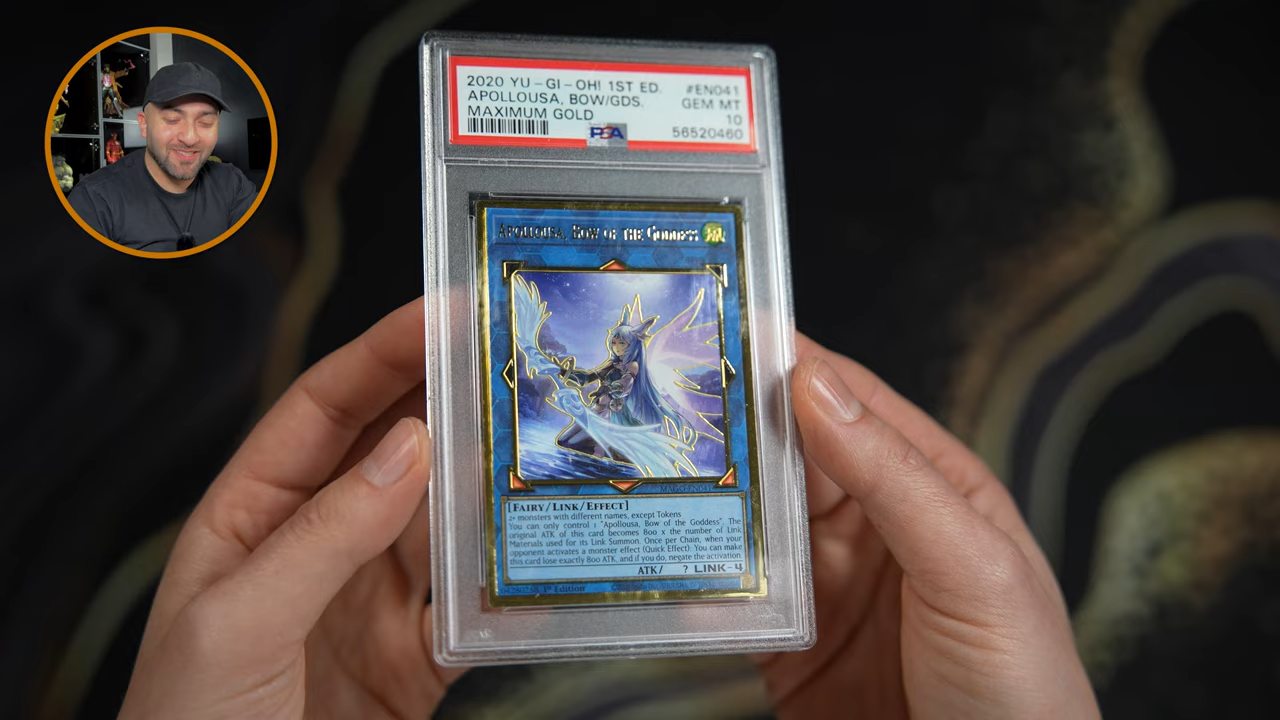 2020 YU-GI-OH! 1ST ED. #EN041
APOLLOUSA, BOW/GDS. GEM MT
MAXIMUM GOLD 10
PSA 56520460
APOLLOUSA, BOW OF THE GODDESS
MAGO-EN041
[FAIRY/LINK/EFFECT]
2+ monsters with different names, except Tokens
You can only control 1 "Apollousa, Bow of the Goddess". The
original ATK of this card becomes 800 x the number of Link
Materials used for its Link Summon. Once per Chain, when your
opponent activates a monster effect (Quick Effect): You can make
this card lose exactly 800 ATK, and if you do, negate the activation.
ATK/ ? LINK-4
1st Edition